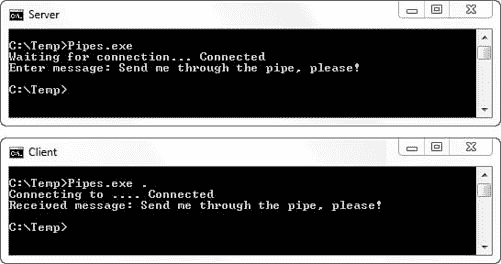 Server
C:\Temp>Pipes.exe
Waiting for connection... Connected
Enter message: Send me through the pipe, please!
C:\Temp>
Client
C:\Temp>Pipes.exe .
Connecting to .... Connected
Received message: Send me through the pipe, please!
C:\Temp>